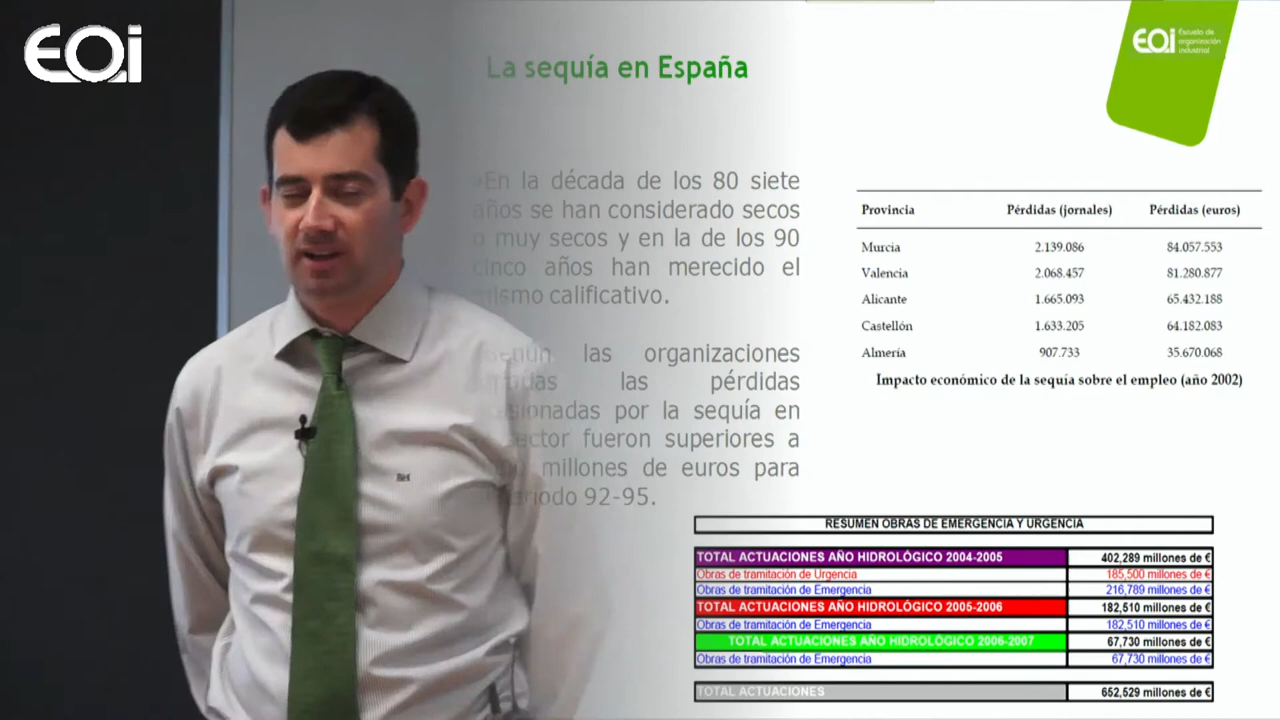 EOi
La sequía en España
EOi Escuela de
organización
industrial
En la década de los 80 siete
años se han considerado secos
o muy secos y en la de los 90
cinco años han merecido el
mismo calificativo.
las organizaciones
las pérdidas
por la sequía en
sector fueron superiores a
millones de euros para
92-95.
Provincia Pérdidas (jornales) Pérdidas (euros)
Murcia 2.139.086 84.057.553
Valencia 2.068.457 81.280.877
Alicante 1.665.093 65.432.188
Castellón 1.633.205 64.182.083
Almería 907.733 35.670.068
Impacto económico de la sequía sobre el empleo (año 2002)
RESUMEN OBRAS DE EMERGENCIA Y URGENCIA
TOTAL ACTUACIONES AÑO HIDROLÓGICO 2004-2005 402,289 millones de €
Obras de tramitación de Urgencia 185,500 millones de €
Obras de tramitación de Emergencia 216,789 millones de €
TOTAL ACTUACIONES AÑO HIDROLÓGICO 2005-2006 182,510 millones de €
Obras de tramitación de Emergencia 182,510 millones de €
TOTAL ACTUACIONES AÑO HIDROLÓGICO 2006-2007 67,730 millones de €
Obras de tramitación de Emergencia 67,730 millones de €
TOTAL ACTUACIONES 652,529 millones de €